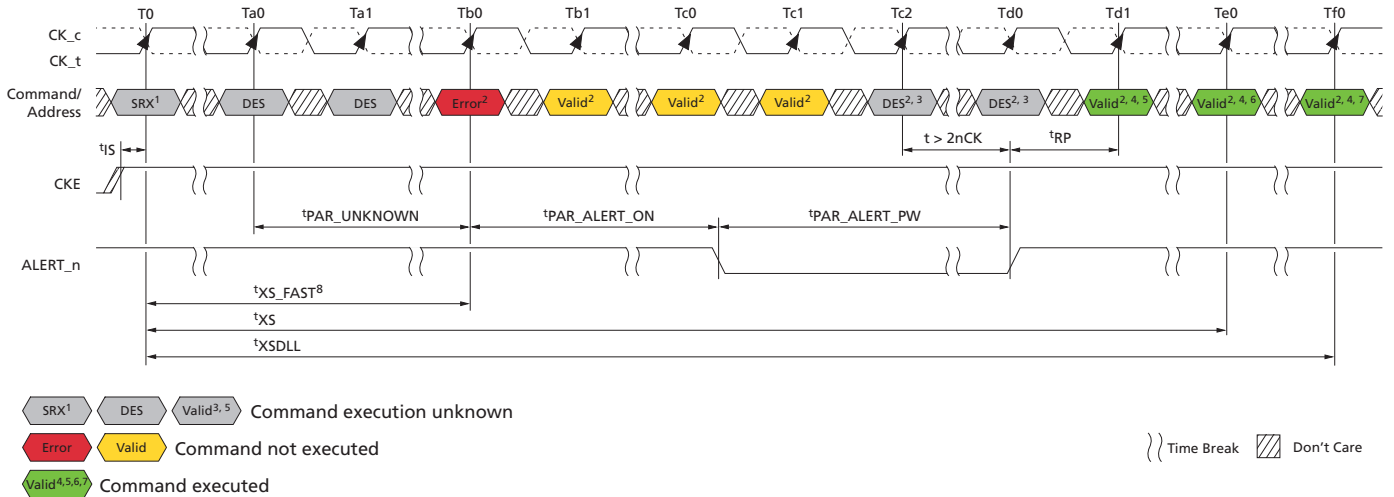 T0 Ta0 Ta1 Tb0 Tb1 Tc0 Tc1 Tc2 Td0 Td1 Te0 Tf0
CK_c
CK_t
Command/
Address
SRX¹ DES DES Error² Valid² Valid² Valid² DES²,³ DES²,³ Valid²,⁴,⁵ Valid²,⁴,⁶ Valid²,⁴,⁷
t > 2nCK ᵗRP
ᵗIS
CKE
ᵗPAR_UNKNOWN ᵗPAR_ALERT_ON ᵗPAR_ALERT_PW
ALERT_n
ᵗXS_FAST⁸
ᵗXS
ᵗXSDLL
SRX¹ DES Valid³,⁵ Command execution unknown
Error Valid Command not executed
Time Break Don't Care
Valid⁴,⁵,⁶,⁷ Command executed